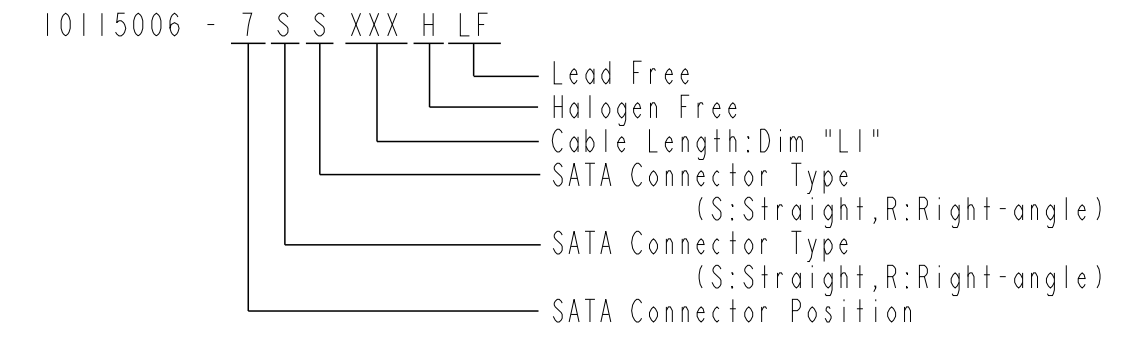 10115006 - 7 S S XXX H LF
Lead Free
Halogen Free
Cable Length:Dim "L1"
SATA Connector Type
(S:Straight,R:Right-angle)
SATA Connector Type
(S:Straight,R:Right-angle)
SATA Connector Position